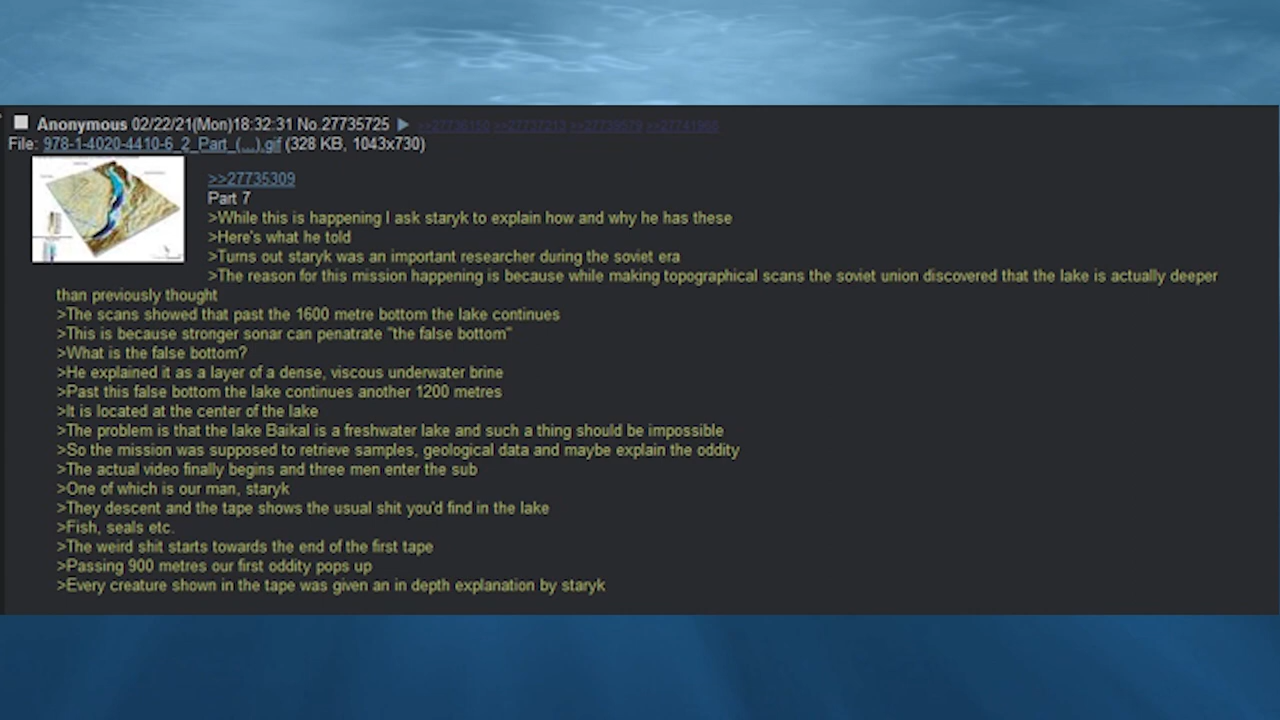 Anonymous 02/22/21(Mon)18:32:31 No.27735725 ▶ >>27736150 >>27737213 >>27739579 >>27741966
File: 978-1-4020-4410-6_2_Part_(...).gif (328 KB, 1043x730)
>>27735309
Part 7
>While this is happening I ask staryk to explain how and why he has these
>Here's what he told
>Turns out staryk was an important researcher during the soviet era
>The reason for this mission happening is because while making topographical scans the soviet union discovered that the lake is actually deeper
than previously thought
>The scans showed that past the 1600 metre bottom the lake continues
>This is because stronger sonar can penatrate "the false bottom"
>What is the false bottom?
>He explained it as a layer of a dense, viscous underwater brine
>Past this false bottom the lake continues another 1200 metres
>It is located at the center of the lake
>The problem is that the lake Baikal is a freshwater lake and such a thing should be impossible
>So the mission was supposed to retrieve samples, geological data and maybe explain the oddity
>The actual video finally begins and three men enter the sub
>One of which is our man, staryk
>They descent and the tape shows the usual shit you'd find in the lake
>Fish, seals etc.
>The weird shit starts towards the end of the first tape
>Passing 900 metres our first oddity pops up
>Every creature shown in the tape was given an in depth explanation by staryk